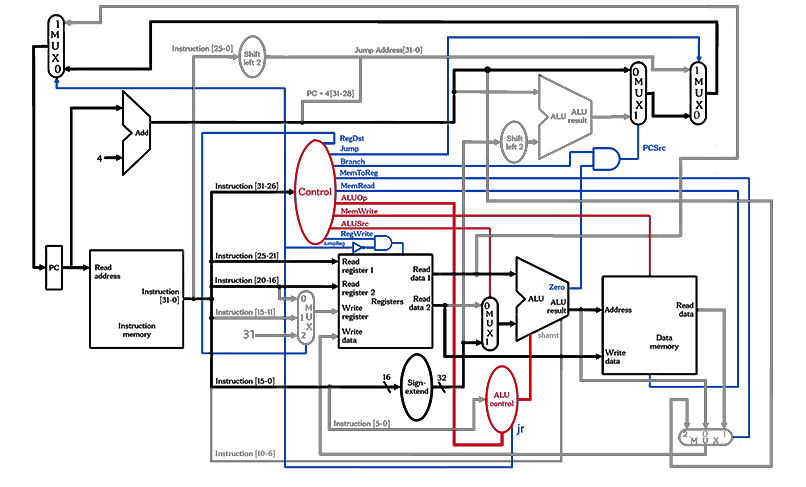 1
M
U
X
0
Instruction [25-0]
Shift
left 2
Jump Address[31-0]
PC + 4[31-28]
4
Add
ALU
ALU
result
Shift
left 2
0
M
U
X
1
1
M
U
X
0
PCSrc
RegDst
Jump
Branch
MemToReg
MemRead
ALUOp
MemWrite
ALUSrc
RegWrite
JumpReg
Control
Instruction [31-26]
Instruction [25-21]
Instruction [20-16]
Instruction [15-11]
31
0
M
1
U
X
2
PC
Read
address
Instruction
[31-0]
Instruction
memory
Read
register 1
Read
register 2
Registers
Write
register
Write
data
Read
data 1
Read
data 2
0
M
U
X
1
Zero
ALU
ALU
result
shamt
Address
Read
data
Data
memory
Write
data
Instruction [15-0]
16
Sign-
extend
32
ALU
control
Instruction [5-0]
jr
2 0 1
M U X
Instruction [10-6]